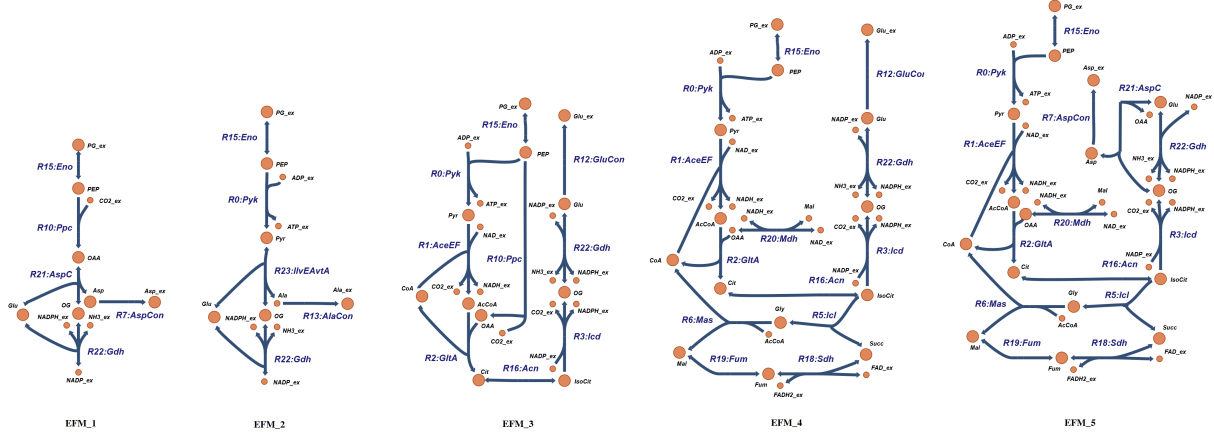 PG_ex
R15:Eno
PEP
CO2_ex
R10:Ppc
OAA
R21:AspC
Glu
Asp
Asp_ex
OG
NADPH_ex
NH3_ex
R7:AspCon
R22:Gdh
NADP_ex
EFM_1
PG_ex
R15:Eno
PEP
ADP_ex
R0:Pyk
ATP_ex
Pyr
R23:IlvEAvtA
Glu
Ala
Ala_ex
NADPH_ex
OG
R13:AlaCon
NH3_ex
R22:Gdh
NADP_ex
EFM_2
PG_ex
Glu_ex
R15:Eno
ADP_ex
PEP
R12:GluCon
R0:Pyk
ATP_ex
NADP_ex
Glu
Pyr
NAD_ex
R1:AceEF
R10:Ppc
R22:Gdh
CoA
CO2_ex
NADH_ex
NH3_ex
NADPH_ex
OG
AcCoA
CO2_ex
NADPH_ex
OAA
CO2_ex
R3:Icd
R2:GltA
R16:Acn
NADP_ex
Cit
IsoCit
EFM_3
PG_ex
Glu_ex
R15:Eno
ADP_ex
PEP
R12:GluCon
R0:Pyk
ATP_ex
NADP_ex
Glu
Pyr
NAD_ex
R1:AceEF
R22:Gdh
CO2_ex
NADH_ex
NH3_ex
NADPH_ex
OG
AcCoA
NADH_ex
Mal
OAA
R20:Mdh
NAD_ex
CO2_ex
NADPH_ex
R3:Icd
CoA
R2:GltA
R16:Acn
NADP_ex
Cit
IsoCit
R6:Mas
Gly
R5:Icl
AcCoA
Mal
R19:Fum
R18:Sdh
Succ
Fum
FAD_ex
FADH2_ex
EFM_4
PG_ex
R15:Eno
ADP_ex
PEP
R0:Pyk
Asp_ex
R21:AspC
NADP_ex
ATP_ex
Glu
OAA
Pyr
NAD_ex
R7:AspCon
R1:AceEF
R22:Gdh
Asp
NH3_ex
NADPH_ex
CO2_ex
NADH_ex
OG
AcCoA
NADH_ex
Mal
CO2_ex
NADPH_ex
OAA
R20:Mdh
NAD_ex
R3:Icd
CoA
R2:GltA
R16:Acn
NADP_ex
Cit
IsoCit
R6:Mas
Gly
R5:Icl
AcCoA
Mal
R19:Fum
R18:Sdh
Succ
Fum
FAD_ex
FADH2_ex
EFM_5